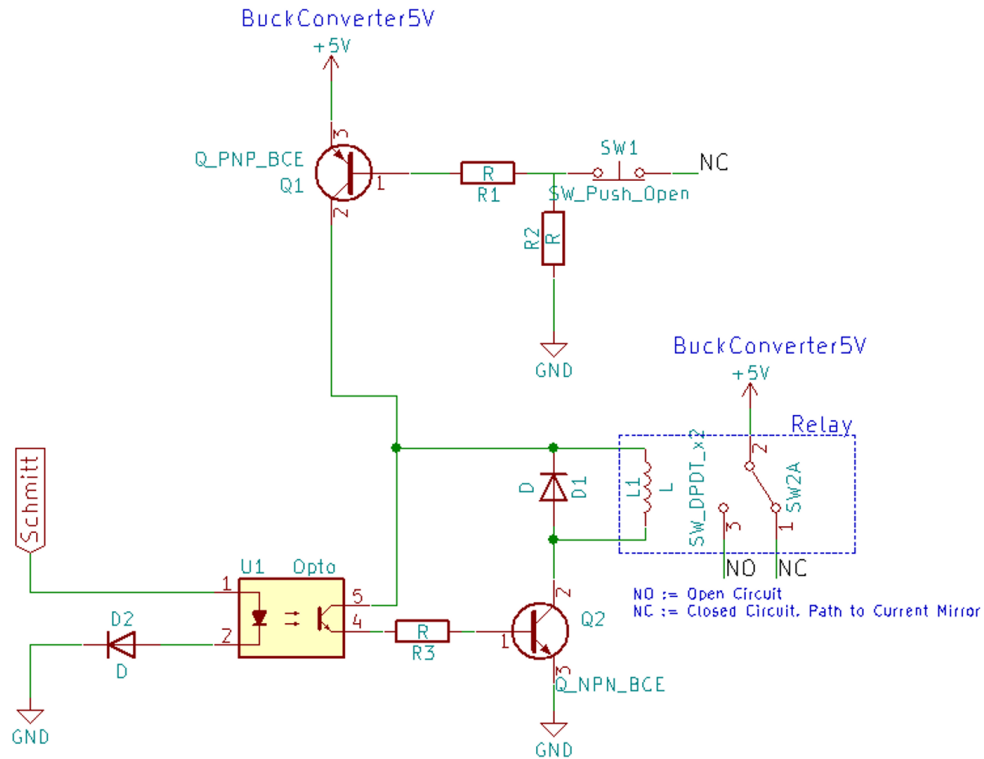 BuckConverter5V
+5V
3
Q_PNP_BCE
Q1
1
2
R
R1
SW1
SW_Push_Open
NC
R2
R
GND
BuckConverter5V
+5V
Relay
2
SW_DPDT_x2
SW2A
L1
L
D
D1
3
1
NO
NC
NO := Open Circuit
NC := Closed Circuit. Path to Current Mirror
Schmitt
U1
Opto
1
5
2
4
D2
D
R
R3
2
Q2
1
3
Q_NPN_BCE
GND
GND